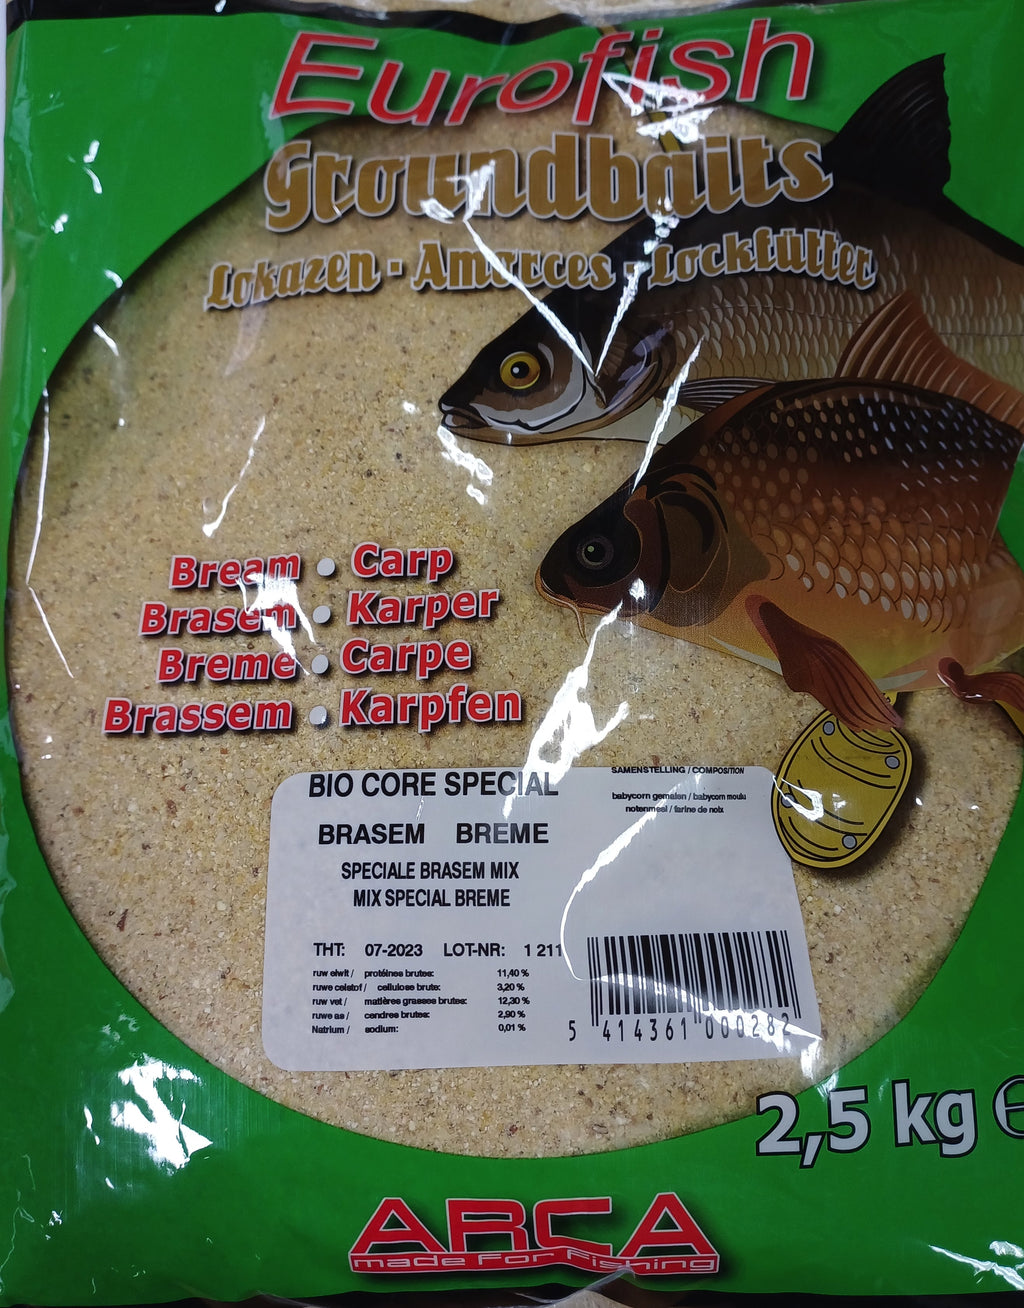 Eurofish
Groundbaits
Lokazen - Amorces - Lockfütter
Bream • Carp
Brasem • Karper
Breme • Carpe
Brassem • Karpfen
BIO CORE SPECIAL
BRASEM BREME
SPECIALE BRASEM MIX
MIX SPECIAL BREME
SAMENSTELLING / COMPOSITION
babycorn gemalen / babycorn moulu
notenmeel / farine de noix
THT: 07-2023 LOT-NR: 1 211
ruw eiwit / protéines brutes: 11,40 %
ruwe celstof / cellulose brute: 3,20 %
ruw vet / matières grasses brutes: 12,30 %
ruwe as / cendres brutes: 2,90 %
Natrium / sodium: 0,01 %
5 414361 000282
2,5 kg e
ARCA
made For Fishing